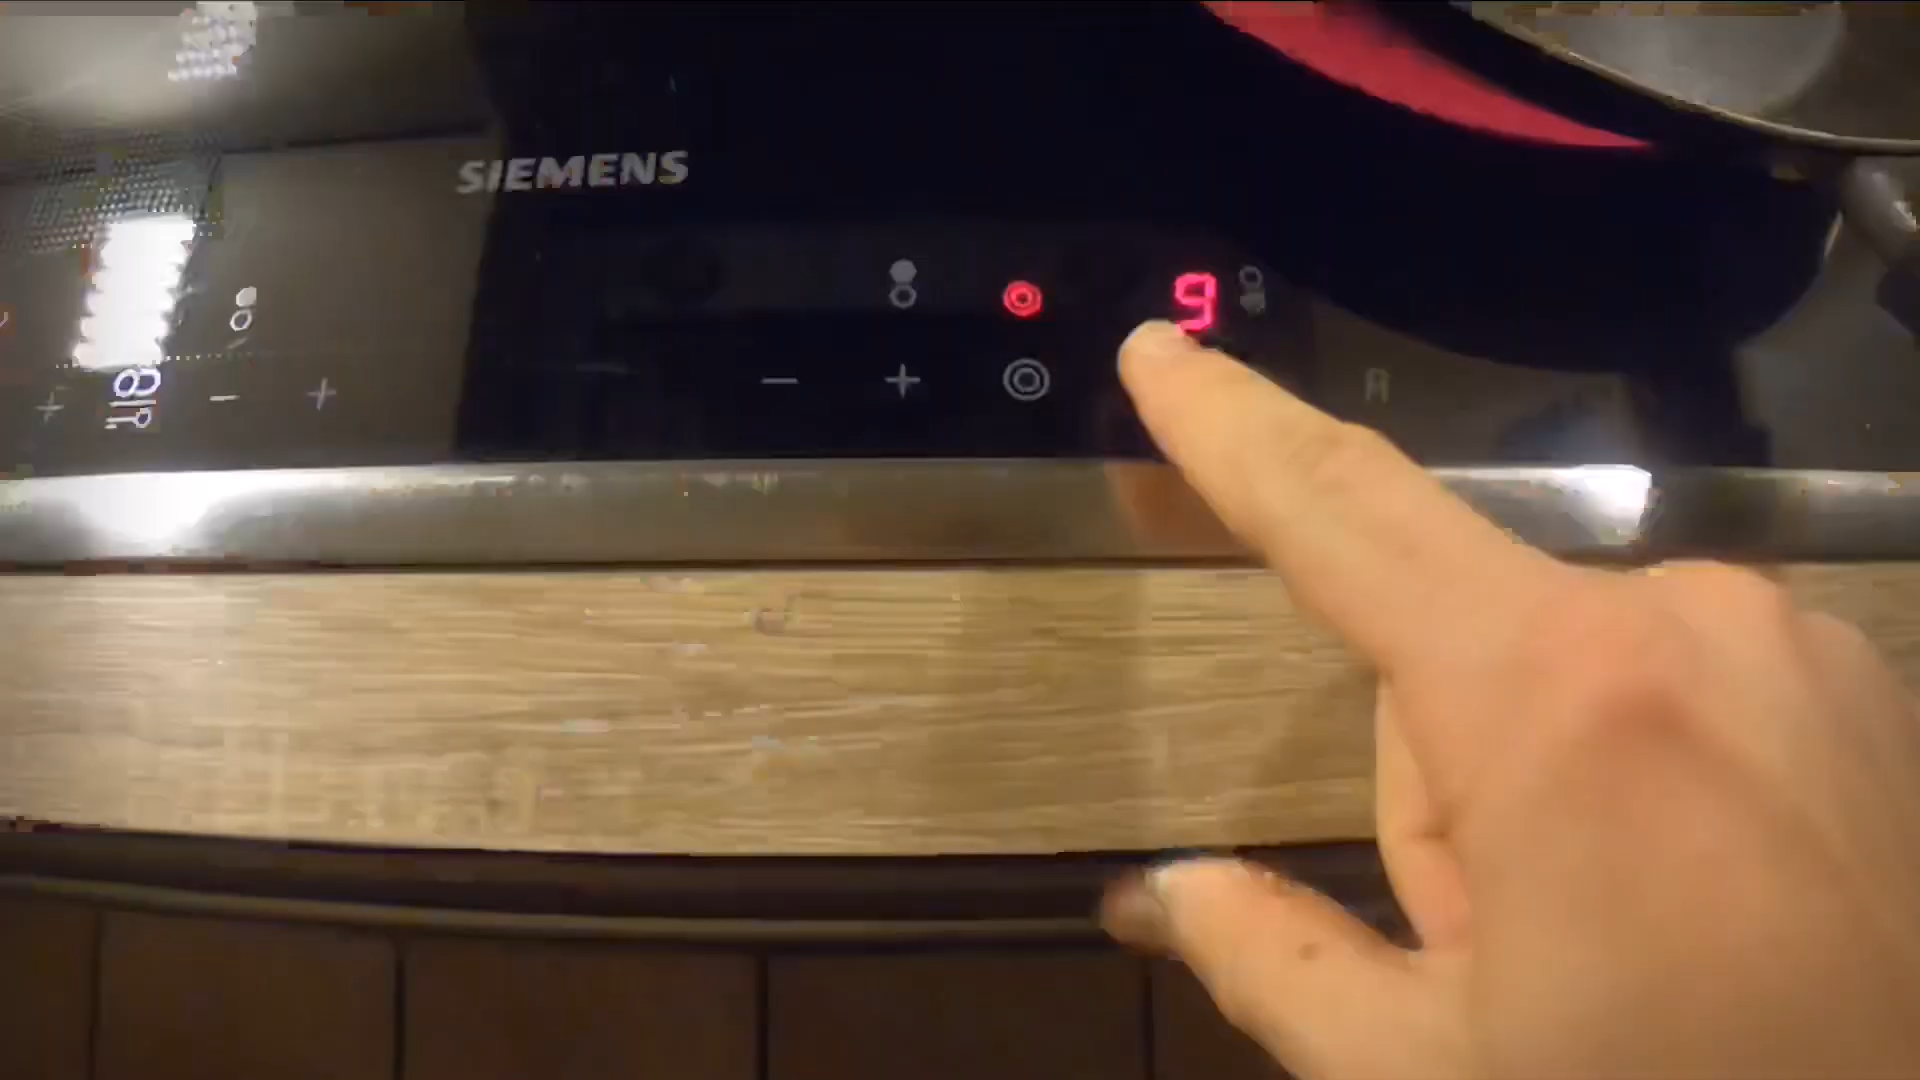 SIEMENS
9
- +
- +
+